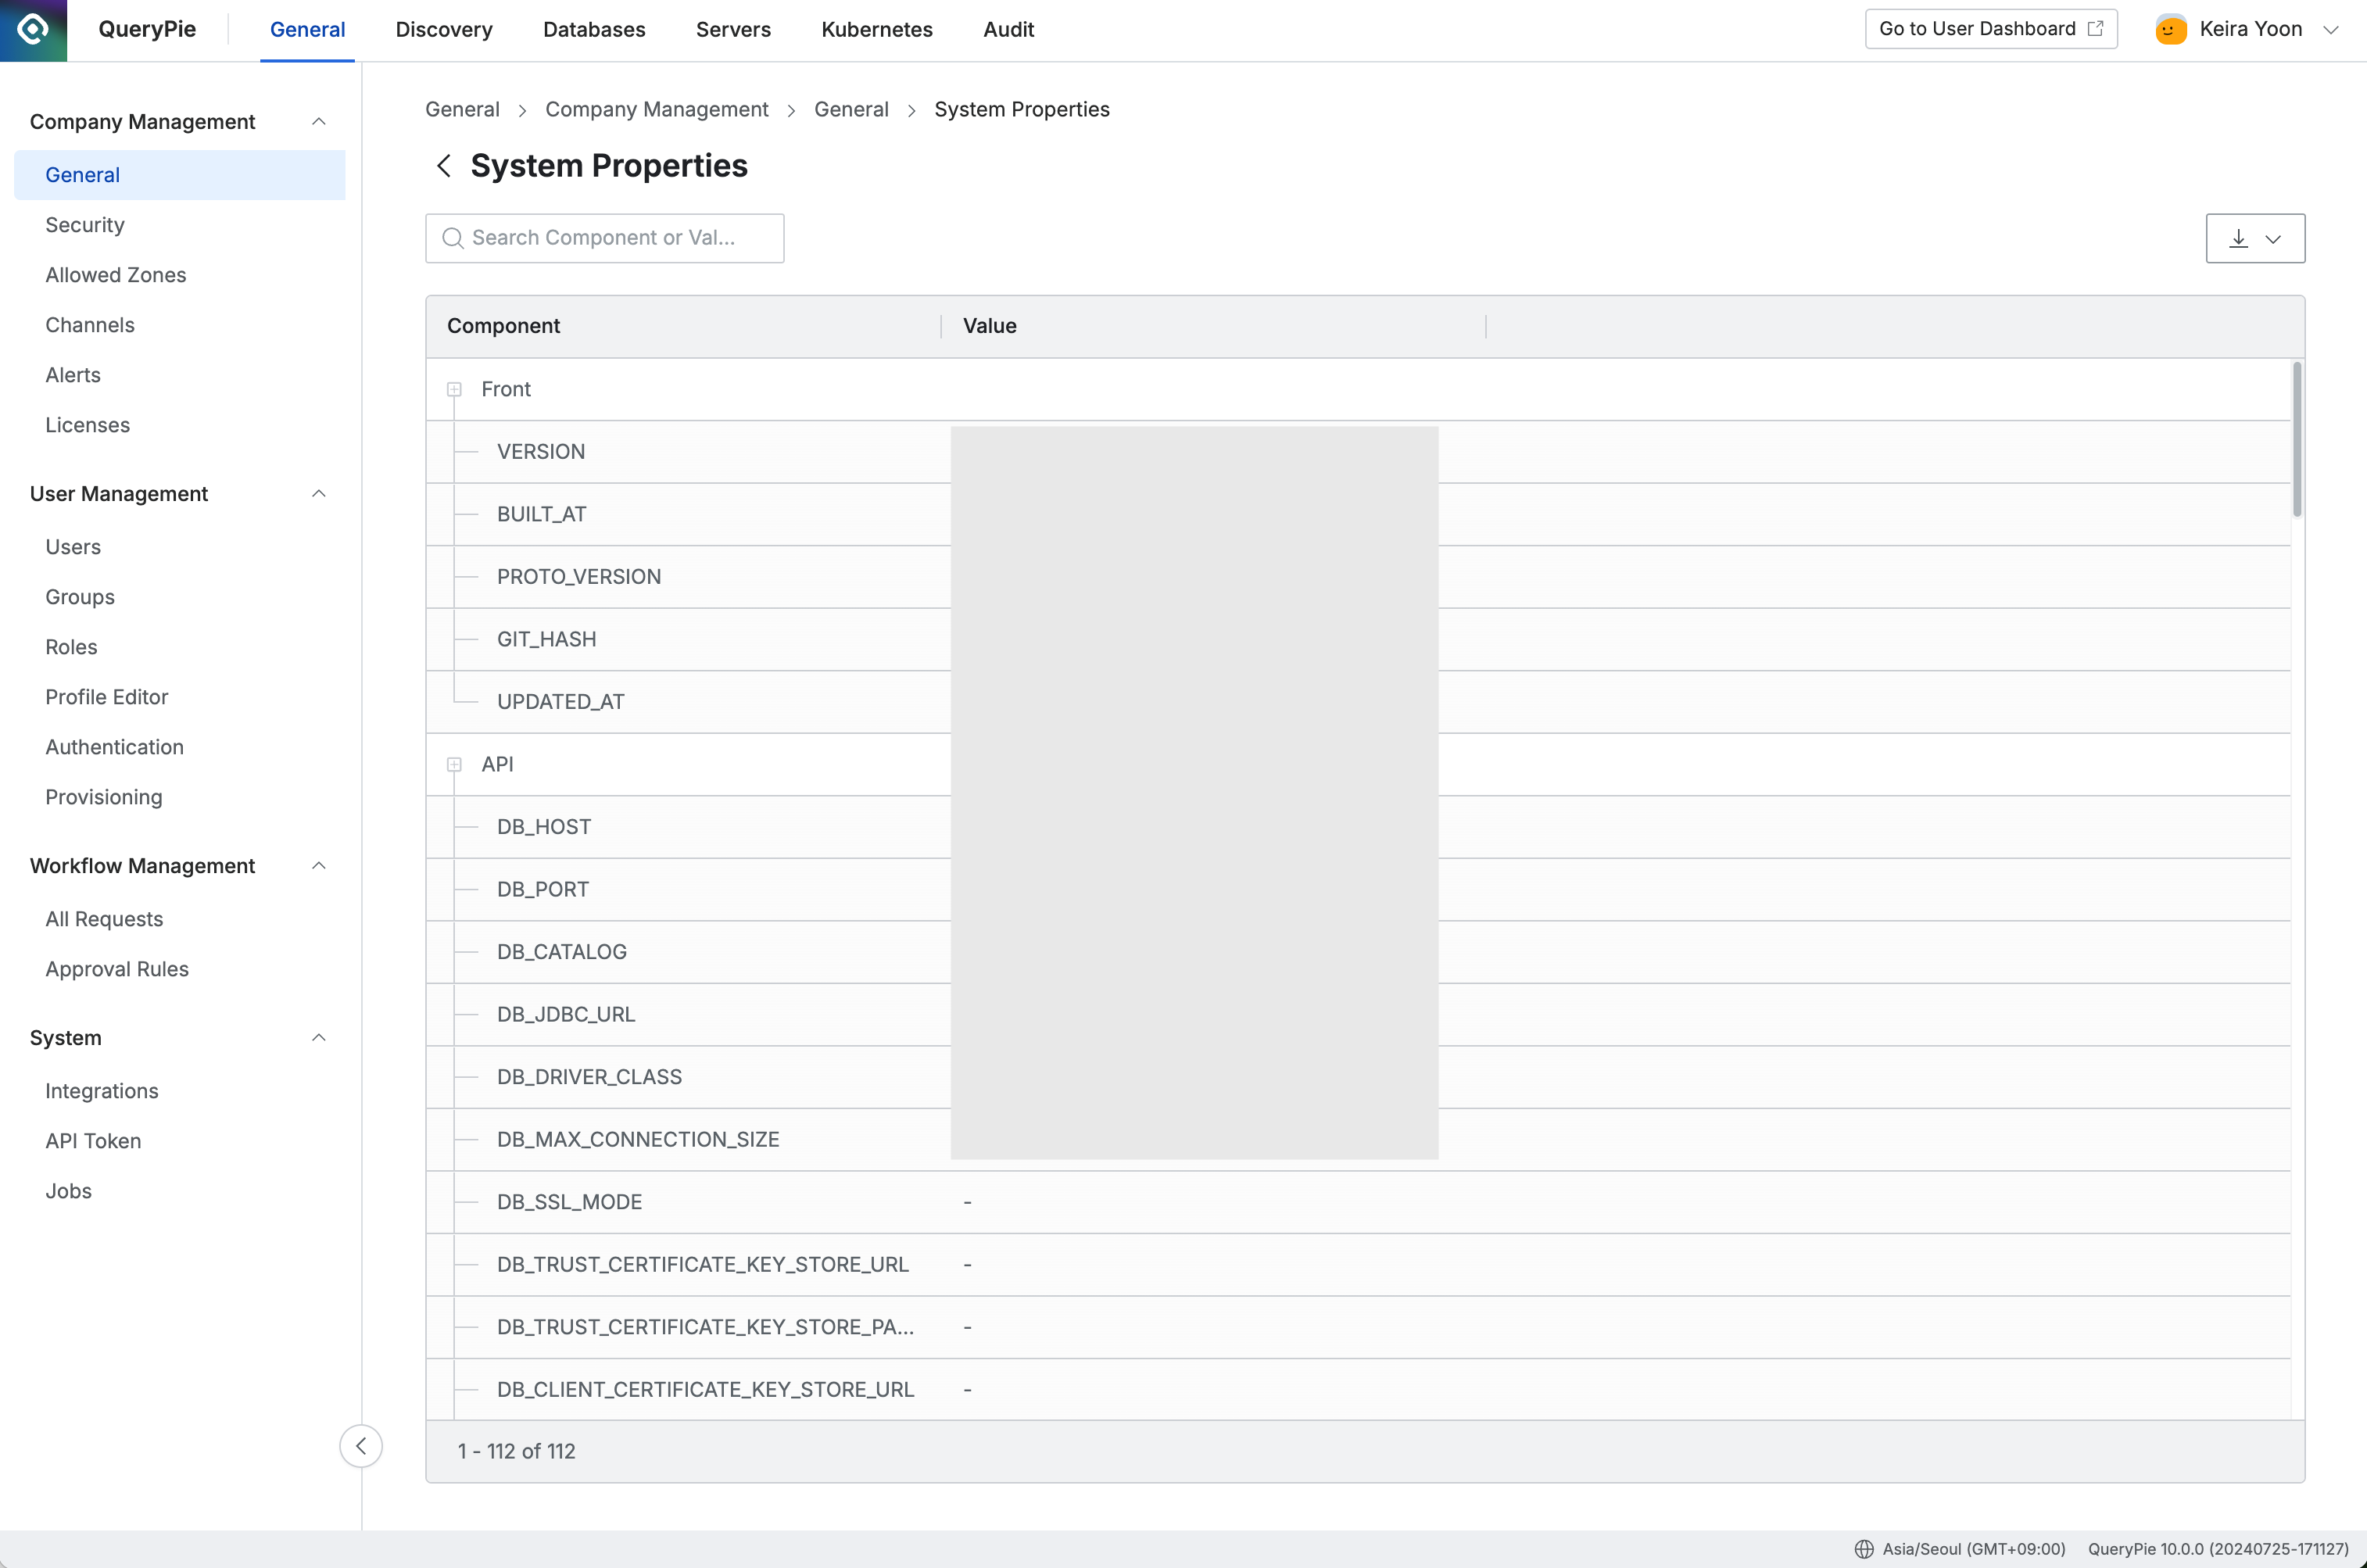 QueryPie
General
Discovery
Databases
Servers
Kubernetes
Audit
Go to User Dashboard
Keira Yoon
Company Management
General
Security
Allowed Zones
Channels
Alerts
Licenses
User Management
Users
Groups
Roles
Profile Editor
Authentication
Provisioning
Workflow Management
All Requests
Approval Rules
System
Integrations
API Token
Jobs
General > Company Management > General > System Properties
System Properties
Search Component or Val...
Component Value
Front
VERSION
BUILT_AT
PROTO_VERSION
GIT_HASH
UPDATED_AT
API
DB_HOST
DB_PORT
DB_CATALOG
DB_JDBC_URL
DB_DRIVER_CLASS
DB_MAX_CONNECTION_SIZE
DB_SSL_MODE -
DB_TRUST_CERTIFICATE_KEY_STORE_URL -
DB_TRUST_CERTIFICATE_KEY_STORE_PA... -
DB_CLIENT_CERTIFICATE_KEY_STORE_URL -
1 - 112 of 112
Asia/Seoul (GMT+09:00) QueryPie 10.0.0 (20240725-171127)